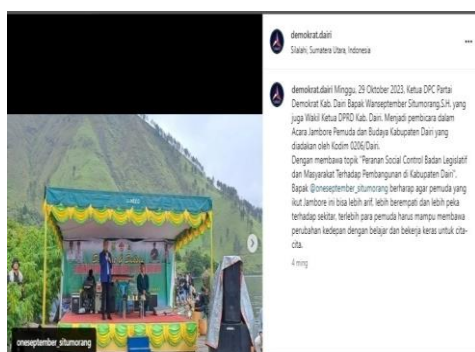 demokrat.dairi
Silalahi, Sumatera Utara, Indonesia
demokrat.dairi Minggu, 29 Oktober 2023, Ketua DPC Partai
Demokrat Kab. Dairi Bapak Wanseptember Situmorang,S.H. yang
juga Wakil Ketua DPRD Kab. Dairi. Menjadi pembicara dalam
Acara Jambore Pemuda dan Budaya Kabupaten Dairi yang
diadakan oleh Kodim 0206/Dairi.
Dengan membawa topik "Peranan Social Control Badan Legislatif
dan Masyarakat Terhadap Pembangunan di Kabupaten Dairi".
Bapak @oneseptember_situmorang berharap agar pemuda yang
ikut Jambore ini bisa lebih arif, lebih berempati dan lebih peka
terhadap sekitar, terlebih para pemuda harus mampu membawa
perubahan kedepan dengan belajar dan bekerja keras untuk cita-
cita.
4 ming
oneseptember_situmorang